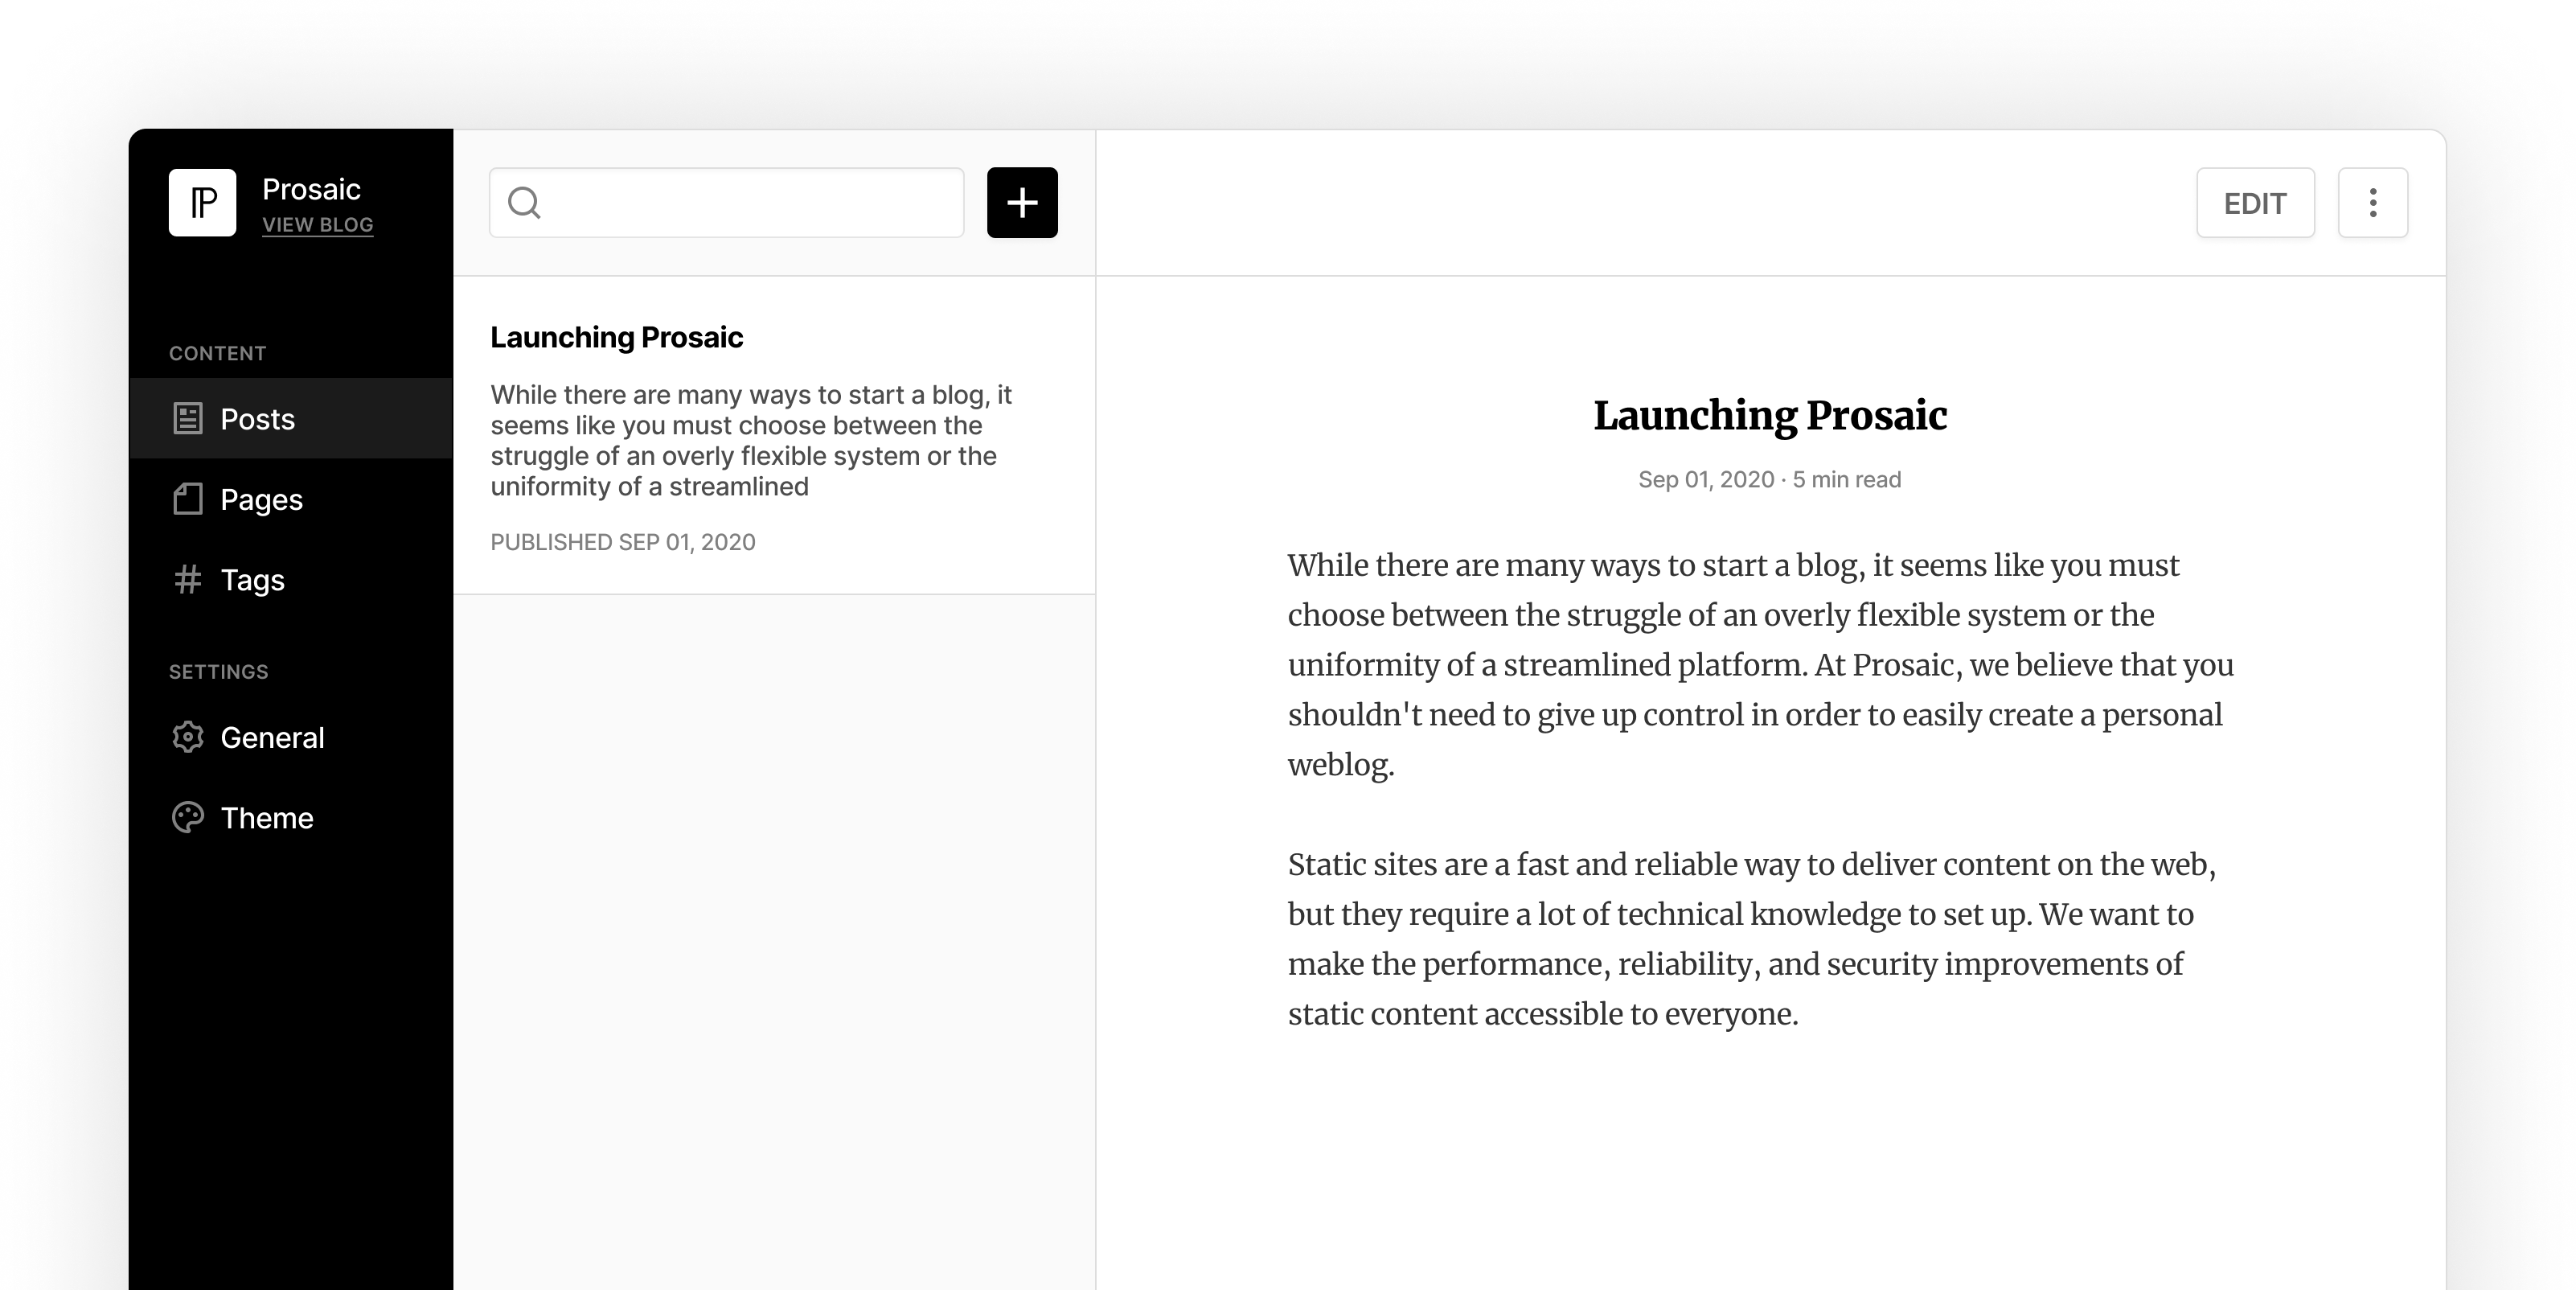 Prosaic
VIEW BLOG
CONTENT
Posts
Pages
Tags
SETTINGS
General
Theme
Launching Prosaic
While there are many ways to start a blog, it
seems like you must choose between the
struggle of an overly flexible system or the
uniformity of a streamlined
PUBLISHED SEP 01, 2020
EDIT
Launching Prosaic
Sep 01, 2020 · 5 min read
While there are many ways to start a blog, it seems like you must
choose between the struggle of an overly flexible system or the
uniformity of a streamlined platform. At Prosaic, we believe that you
shouldn't need to give up control in order to easily create a personal
weblog.
Static sites are a fast and reliable way to deliver content on the web,
but they require a lot of technical knowledge to set up. We want to
make the performance, reliability, and security improvements of
static content accessible to everyone.